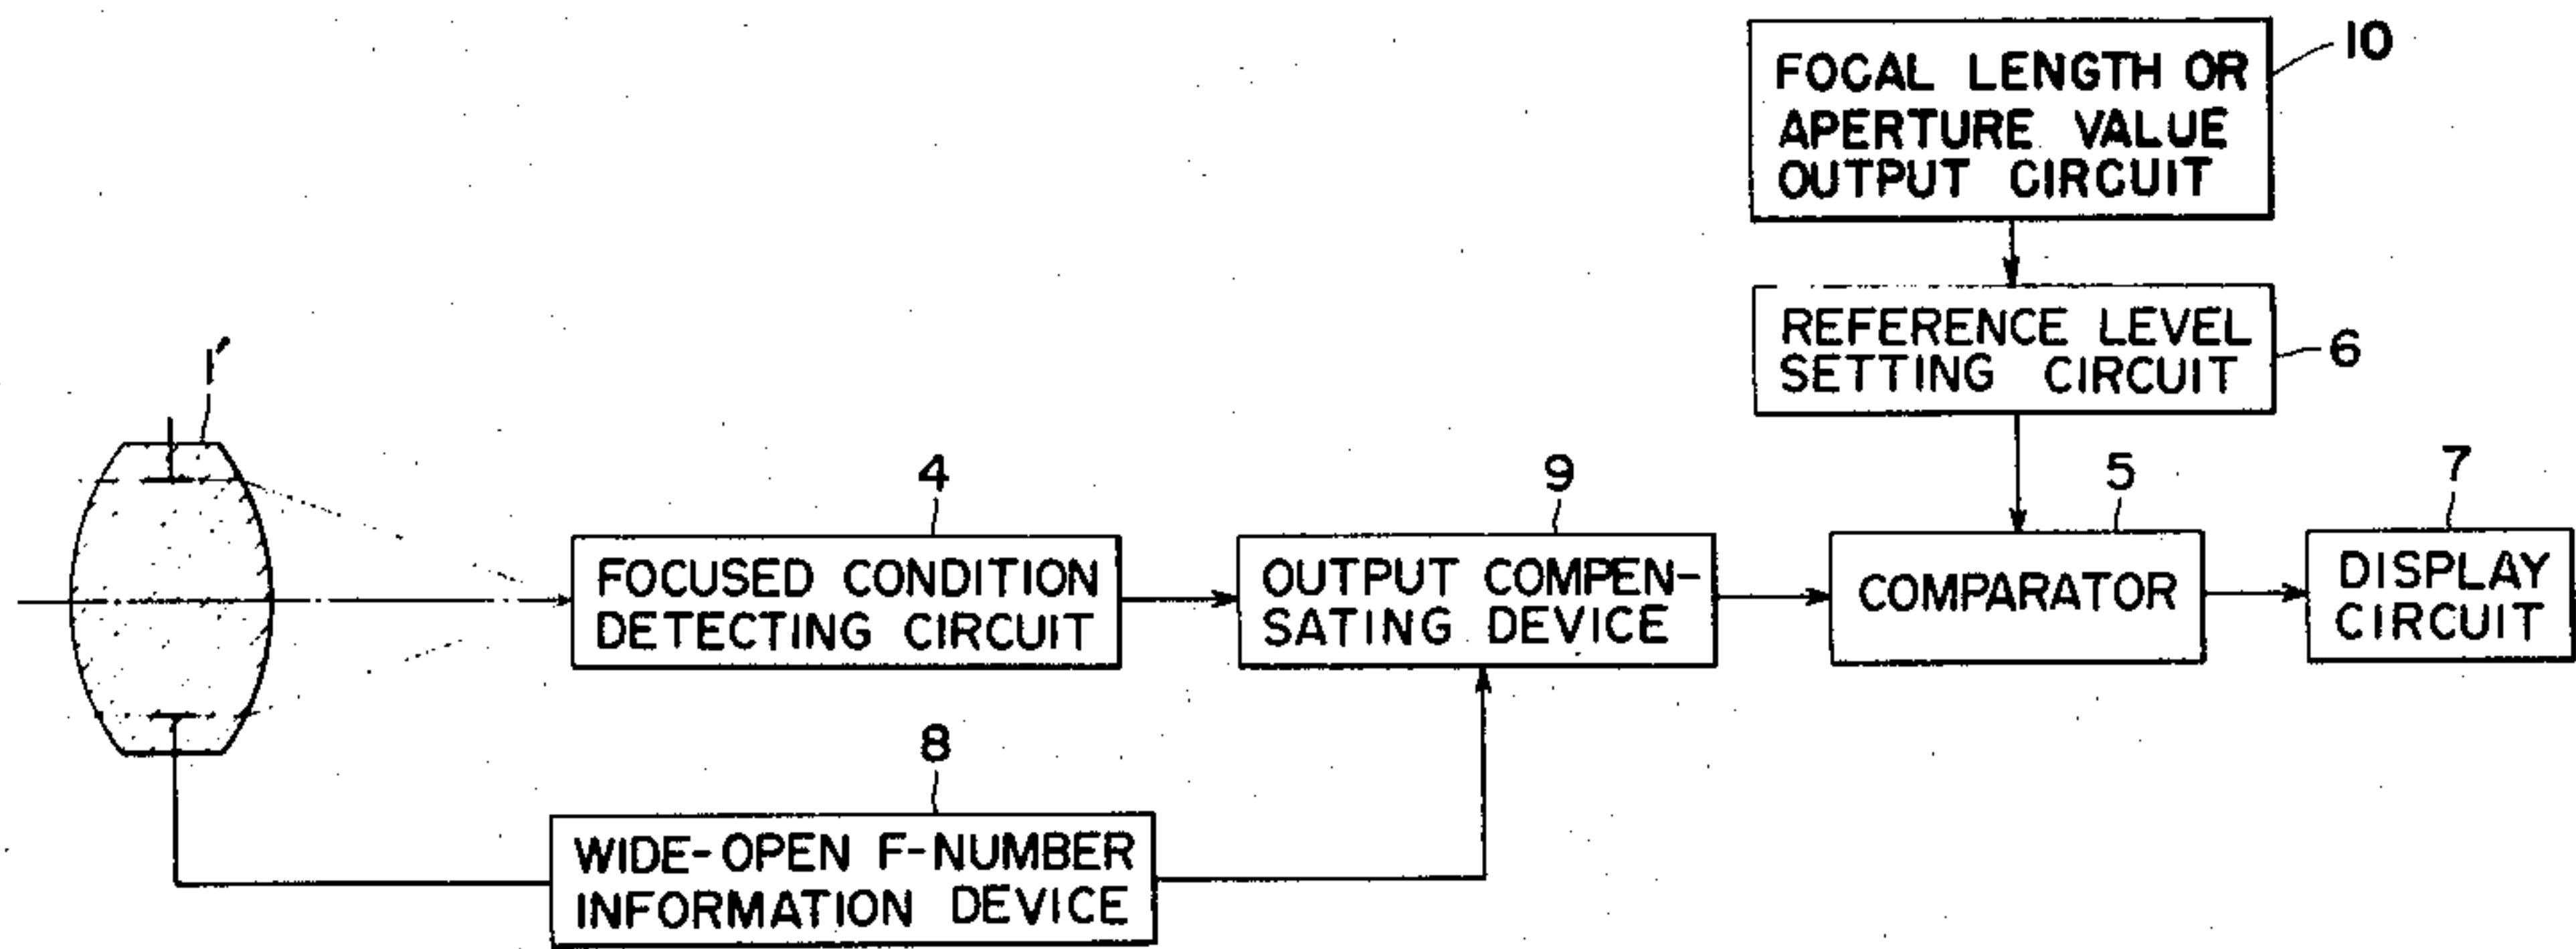 10
FOCAL LENGTH OR
APERTURE VALUE
OUTPUT CIRCUIT
REFERENCE LEVEL
SETTING CIRCUIT
6
1'
4
FOCUSED CONDITION
DETECTING CIRCUIT
9
OUTPUT COMPEN-
SATING DEVICE
5
COMPARATOR
7
DISPLAY
CIRCUIT
8
WIDE-OPEN F-NUMBER
INFORMATION DEVICE